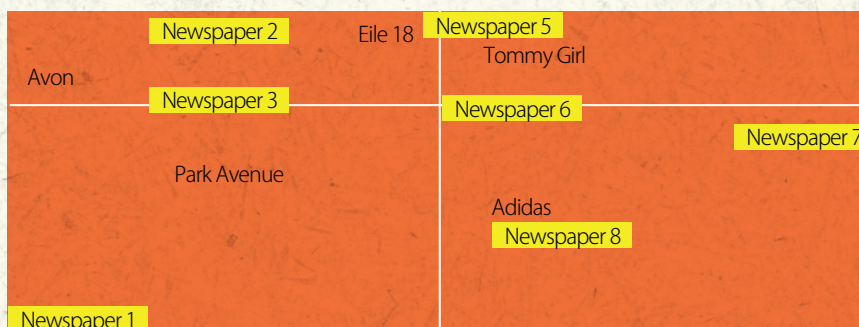 Newspaper 2
Eile 18
Newspaper 5
Tommy Girl
Avon
Newspaper 3
Newspaper 6
Newspaper 7
Park Avenue
Adidas
Newspaper 8
Newspaper 1